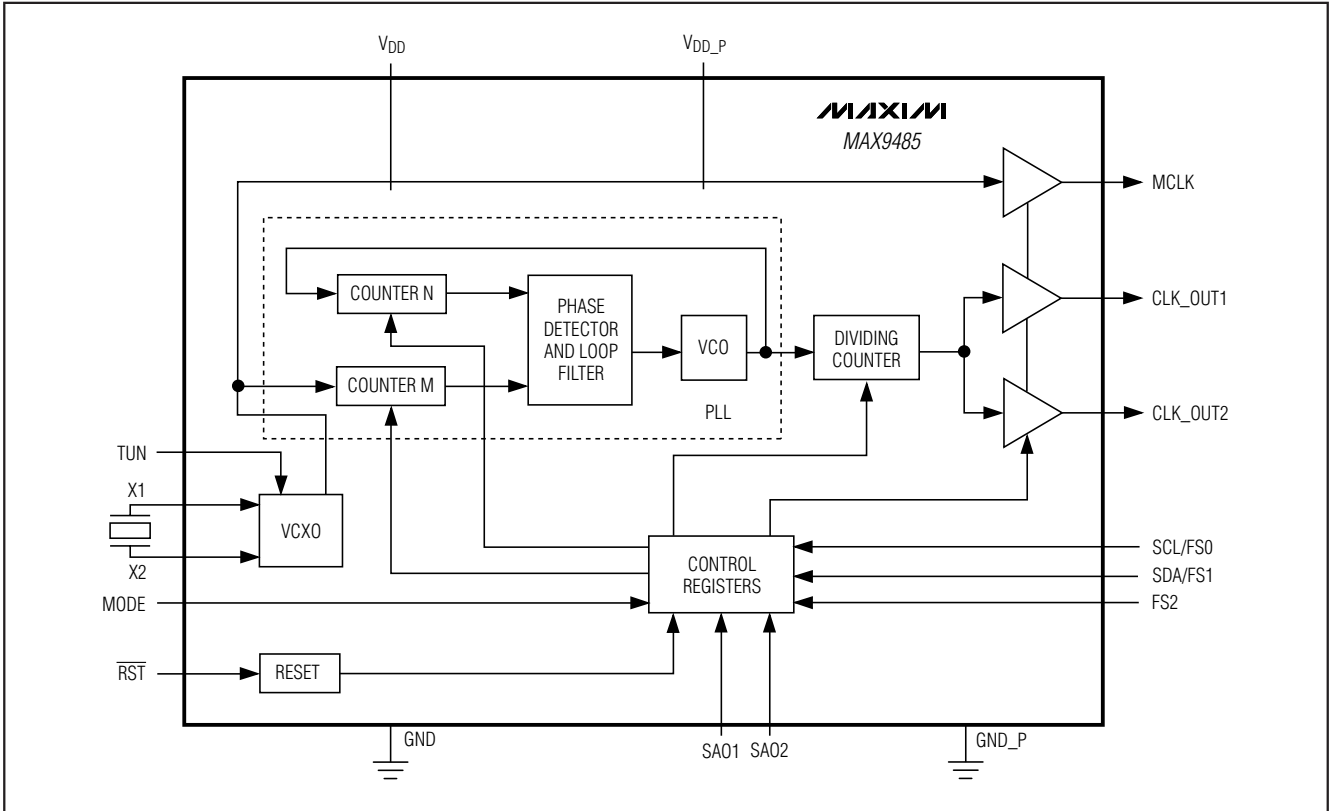 VDD
VDD_P
MAXIM
MAX9485
MCLK
COUNTER N
PHASE
DETECTOR
AND LOOP
FILTER
VCO
DIVIDING
COUNTER
CLK_OUT1
COUNTER M
PLL
CLK_OUT2
TUN
X1
VCXO
X2
CONTROL
REGISTERS
SCL/FS0
SDA/FS1
FS2
MODE
RST
RESET
GND
SAO1
SAO2
GND_P